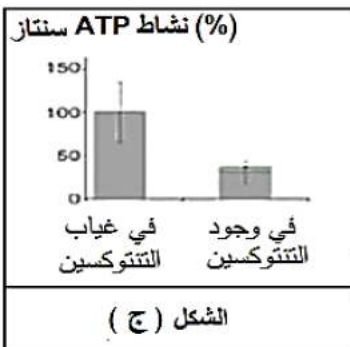 نشاط ATP سنتاز (%)
150
100
50
0
في غياب التنتوكسين
في وجود التنتوكسين
الشكل ( ج )